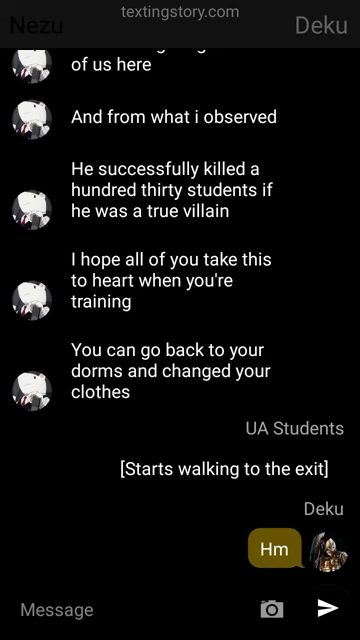 textingstory.com
Nezu
Deku
of us here
And from what i observed
He successfully killed a
hundred thirty students if
he was a true villain
I hope all of you take this
to heart when you're
training
You can go back to your
dorms and changed your
clothes
UA Students
[Starts walking to the exit]
Deku
Hm
Message